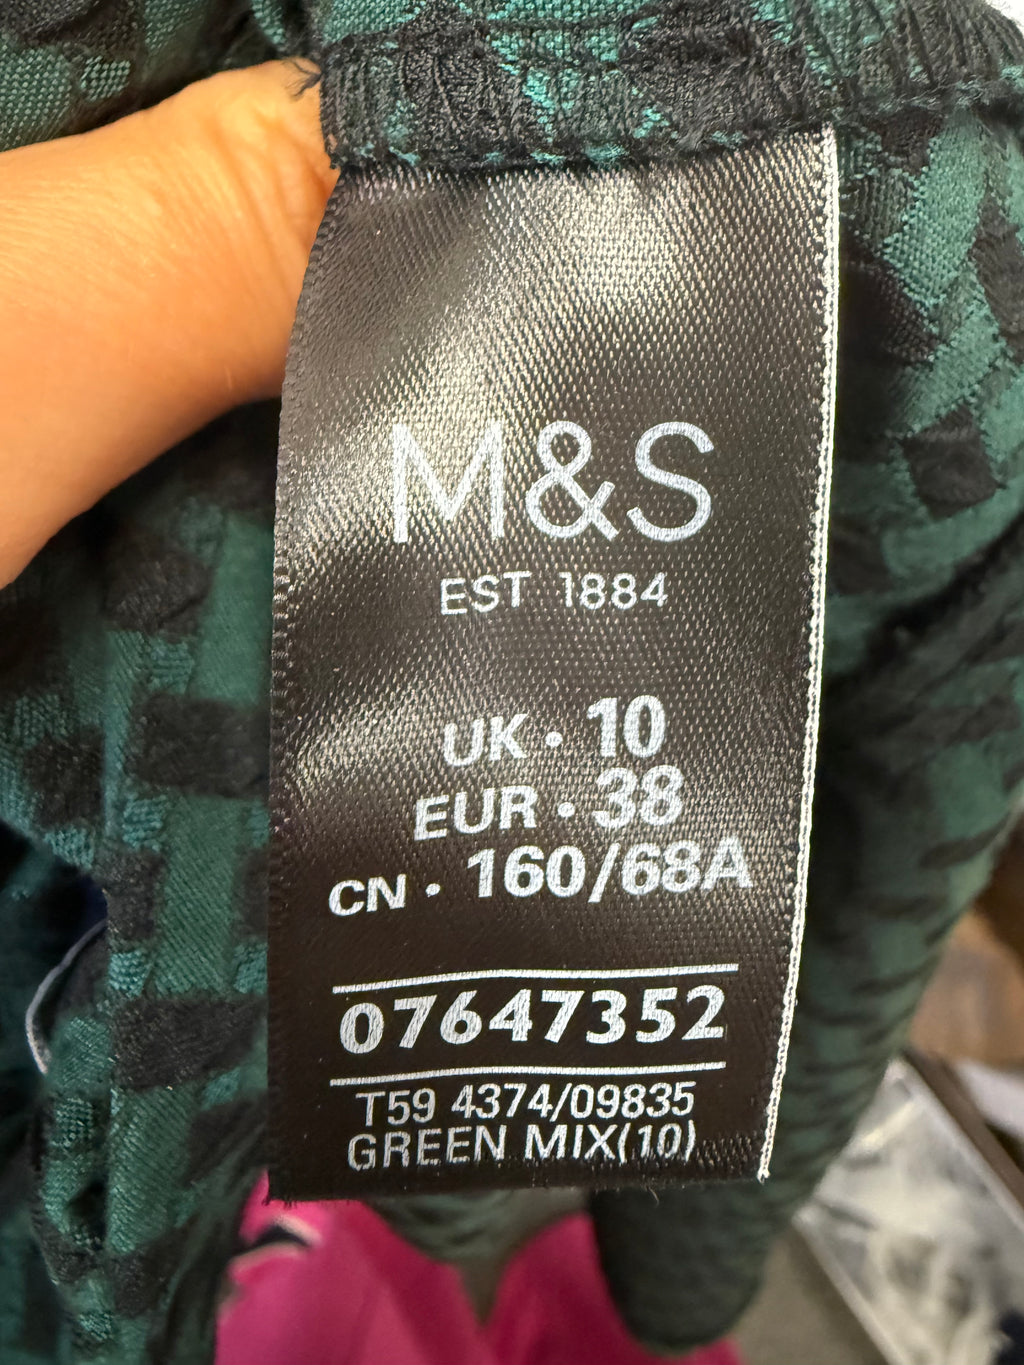 M&S
EST 1884
UK • 10
EUR • 38
CN • 160/68A
07647352
T59 4374/09835
GREEN MIX(10)